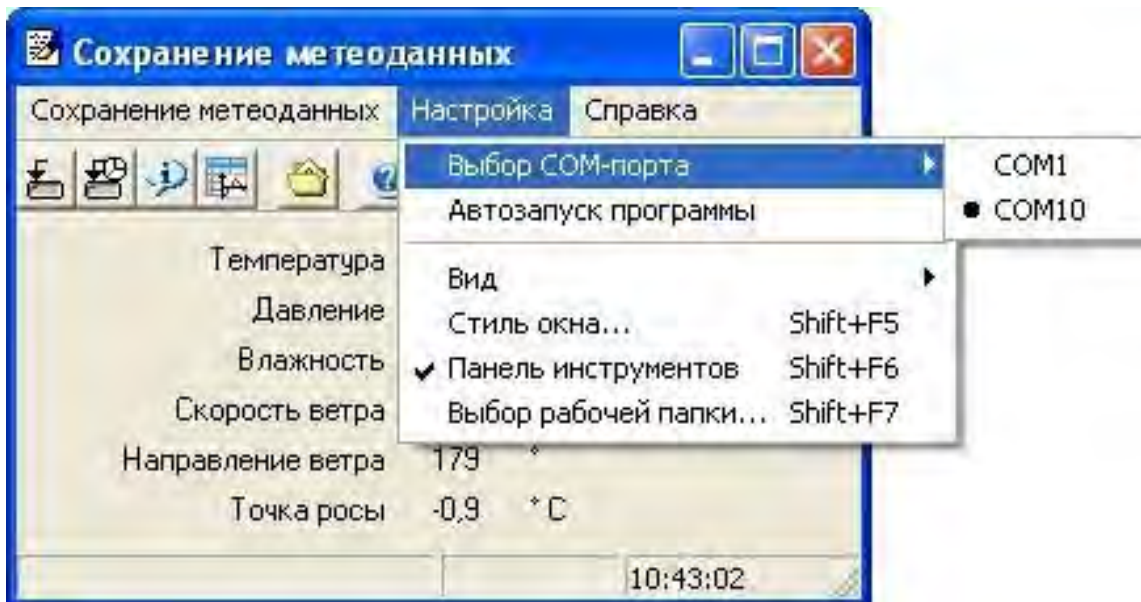 Сохранение метеоданных
Сохранение метеоданных Настройка Справка
Выбор COM-порта COM1
Автозапуск программы COM10
Температура
Вид
Давление
Стиль окна... Shift+F5
Влажность
Панель инструментов Shift+F6
Скорость ветра
Выбор рабочей папки... Shift+F7
Направление ветра 179 °
Точка росы -0,9 °C
10:43:02